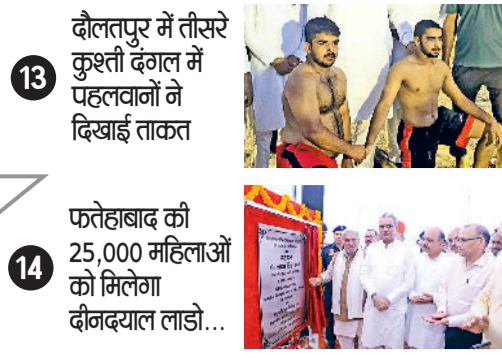 13
दौलतपुर में तीसरे
कुश्ती दंगल में
पहलवानों ने
दिखाई ताकत
14
फतेहाबाद की
25,000 महिलाओं
को मिलेगा
दीनदयाल लाडो...